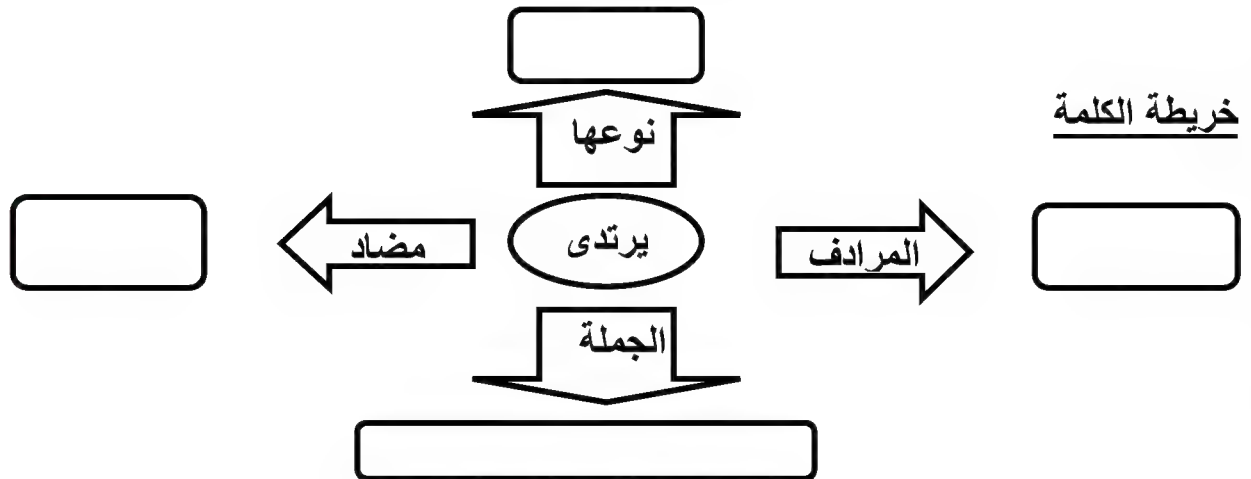 خريطة الكلمة
نوعها
المرادف
يرتدى
مضاد
الجملة